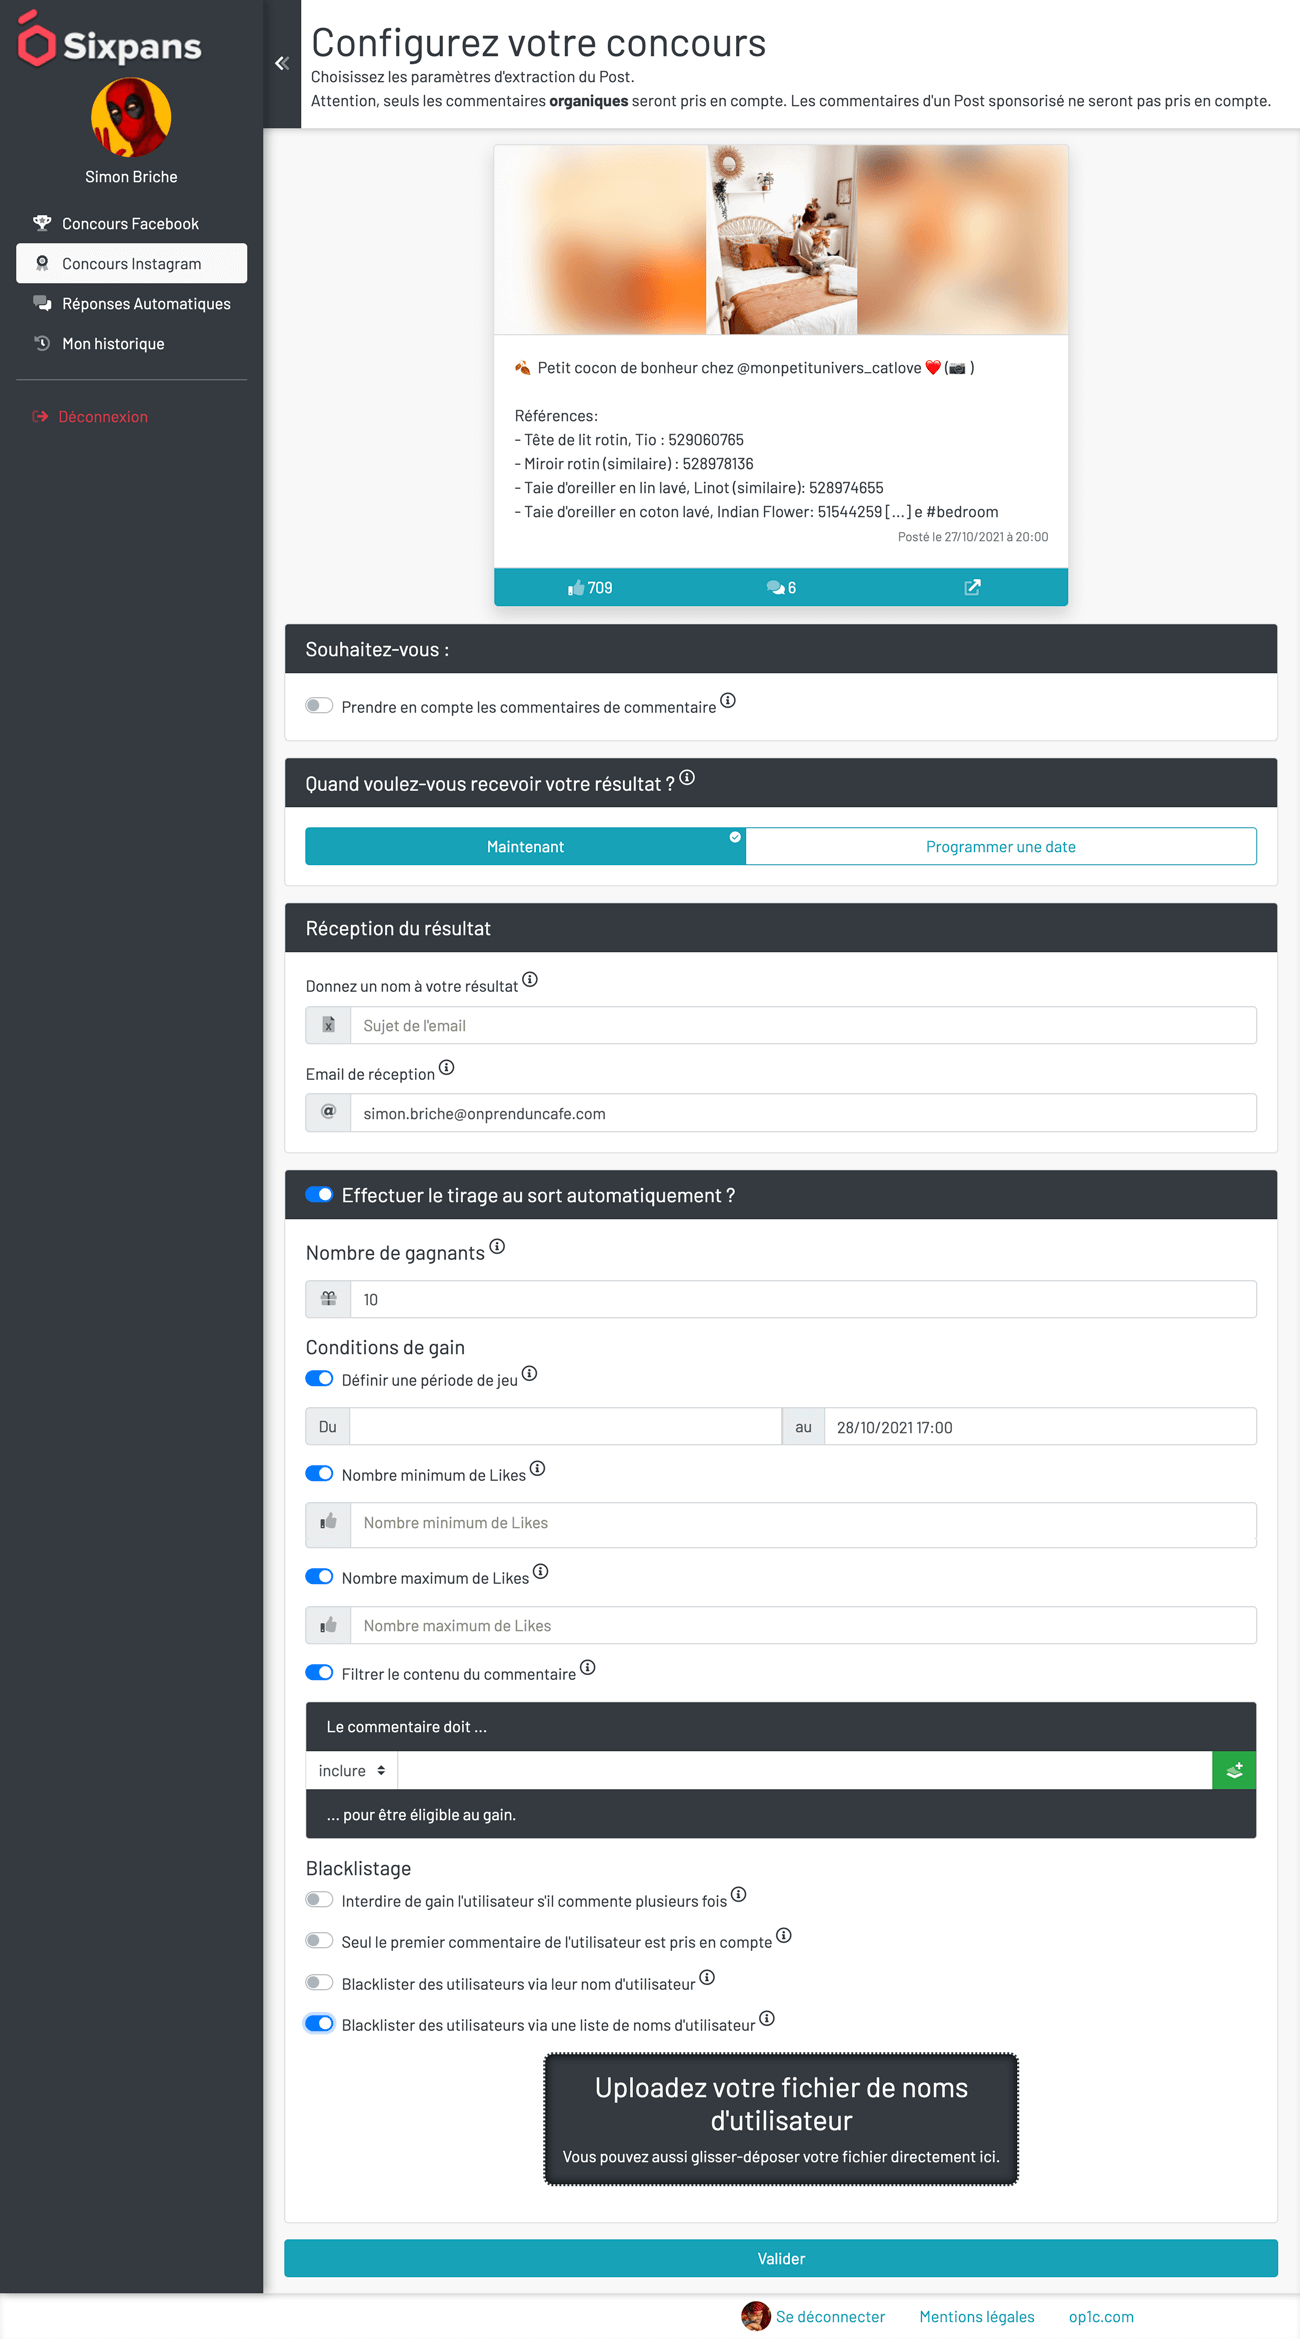 Sixpans
Simon Briche
Concours Facebook
Concours Instagram
Réponses Automatiques
Mon historique
Déconnexion
Configurez votre concours
Choisissez les paramètres d'extraction du Post.
Attention, seuls les commentaires organiques seront pris en compte. Les commentaires d'un Post sponsorisé ne seront pas pris en compte.
🍂 Petit cocon de bonheur chez @monpetitunivers_catlove ❤️ (📷 )
Références:
- Tête de lit rotin, Tio : 529060765
- Miroir rotin (similaire) : 528978136
- Taie d'oreiller en lin lavé, Linot (similaire): 528974655
- Taie d'oreiller en coton lavé, Indian Flower: 51544259 [...] e #bedroom
Posté le 27/10/2021 à 20:00
709 6
Souhaitez-vous :
Prendre en compte les commentaires de commentaire
Quand voulez-vous recevoir votre résultat ?
Maintenant Programmer une date
Réception du résultat
Donnez un nom à votre résultat
Sujet de l'email
Email de réception
@ simon.briche@onprenduncafe.com
Effectuer le tirage au sort automatiquement ?
Nombre de gagnants
10
Conditions de gain
Définir une période de jeu
Du au 28/10/2021 17:00
Nombre minimum de Likes
Nombre minimum de Likes
Nombre maximum de Likes
Nombre maximum de Likes
Filtrer le contenu du commentaire
Le commentaire doit ...
inclure
... pour être éligible au gain.
Blacklistage
Interdire de gain l'utilisateur s'il commente plusieurs fois
Seul le premier commentaire de l'utilisateur est pris en compte
Blacklister des utilisateurs via leur nom d'utilisateur
Blacklister des utilisateurs via une liste de noms d'utilisateur
Uploadez votre fichier de noms
d'utilisateur
Vous pouvez aussi glisser-déposer votre fichier directement ici.
Valider
Se déconnecter Mentions légales op1c.com